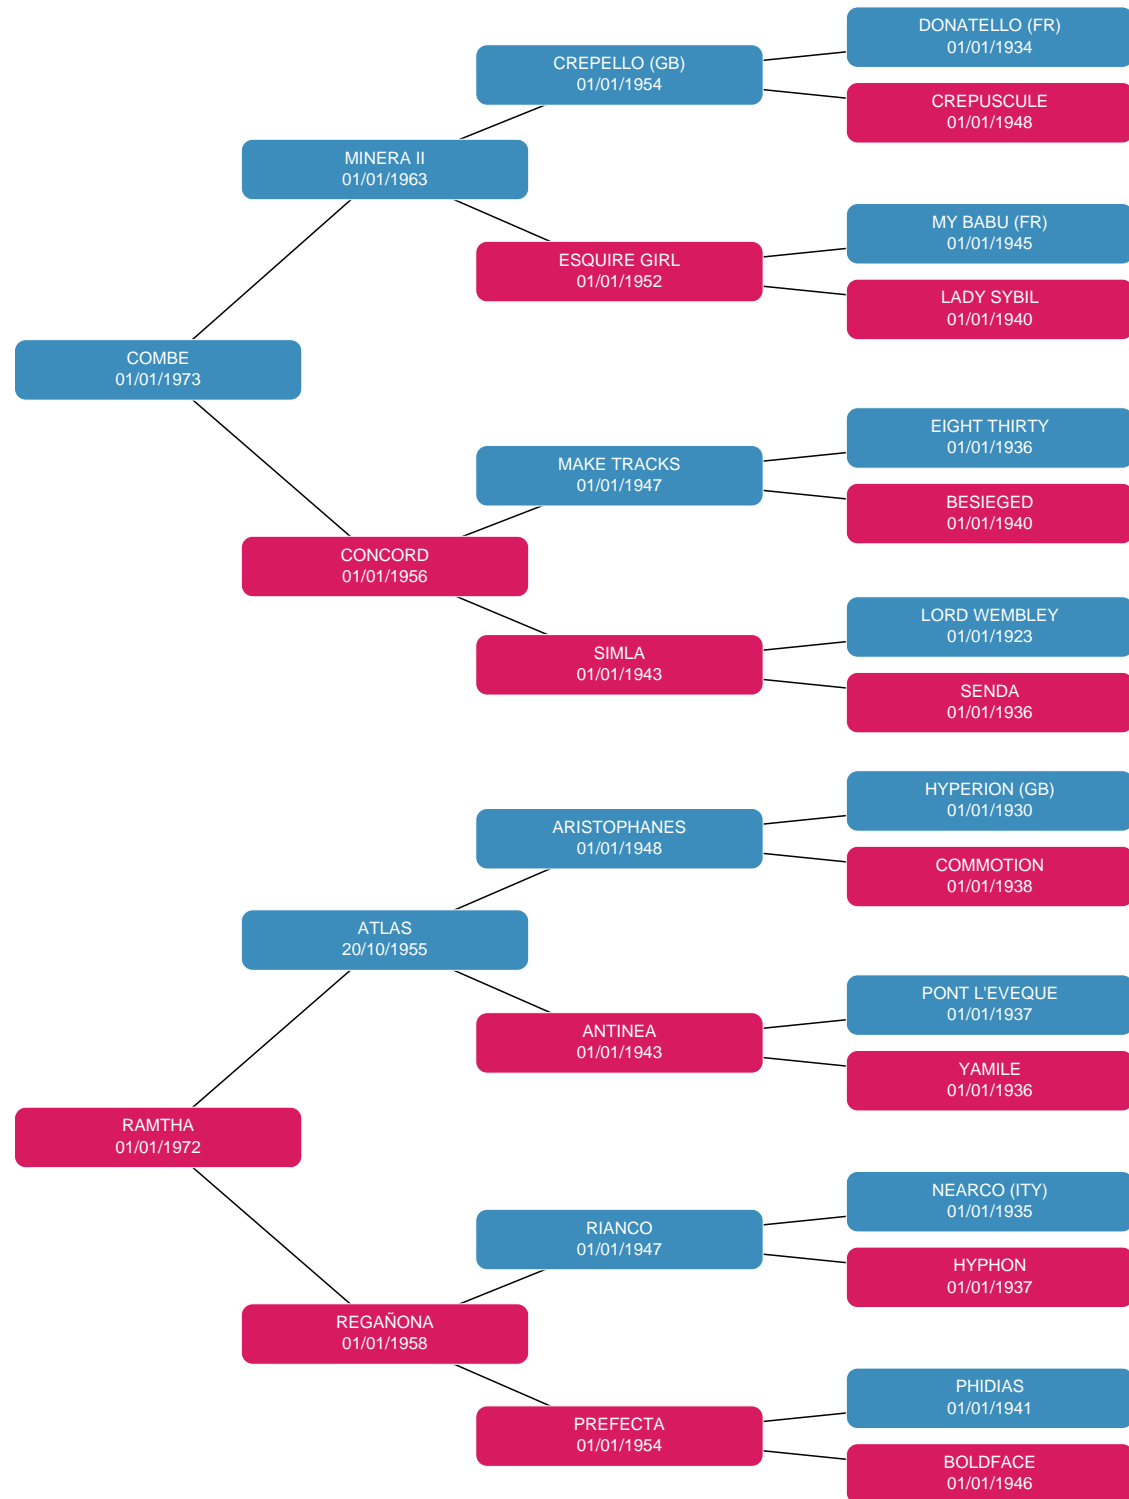 DONATELLO (FR)
01/01/1934
CREPELLO (GB)
01/01/1954
CREPUSCULE
01/01/1948
MINERA II
01/01/1963
MY BABU (FR)
01/01/1945
ESQUIRE GIRL
01/01/1952
LADY SYBIL
01/01/1940
COMBE
01/01/1973
EIGHT THIRTY
01/01/1936
MAKE TRACKS
01/01/1947
BESIEGED
01/01/1940
CONCORD
01/01/1956
LORD WEMBLEY
01/01/1923
SIMLA
01/01/1943
SENDA
01/01/1936
HYPERION (GB)
01/01/1930
ARISTOPHANES
01/01/1948
COMMOTION
01/01/1938
ATLAS
20/10/1955
PONT L'EVEQUE
01/01/1937
ANTINEA
01/01/1943
YAMILE
01/01/1936
RAMTHA
01/01/1972
NEARCO (ITY)
01/01/1935
RIANCO
01/01/1947
HYPHON
01/01/1937
REGAÑONA
01/01/1958
PHIDIAS
01/01/1941
PREFECTA
01/01/1954
BOLDFACE
01/01/1946